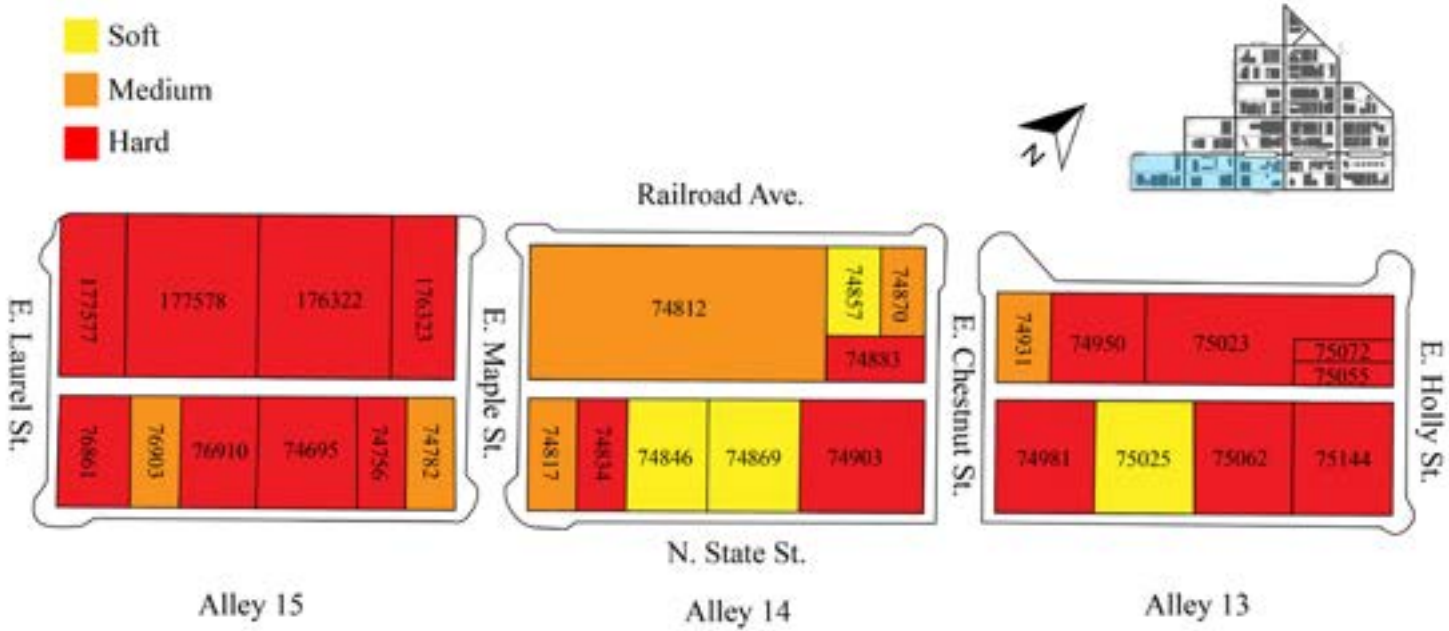 Soft
Medium
Hard
N
Railroad Ave.
E. Laurel St.
177577
177578
176322
176323
76861
76903
76910
74695
74756
74782
E. Maple St.
74812
74857
74870
74883
74817
74834
74846
74869
74903
E. Chestnut St.
74931
74950
75023
75072
75055
74981
75025
75062
75144
E. Holly St.
N. State St.
Alley 15
Alley 14
Alley 13